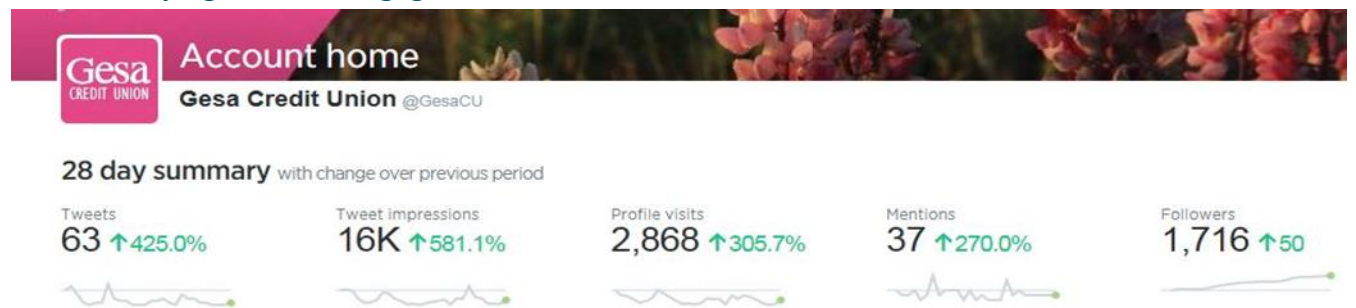 Account home
Gesa
CREDIT UNION
Gesa Credit Union @GesaCU
28 day summary with change over previous period
Tweets Tweet impressions Profile visits Mentions Followers
63 ↑425.0% 16K ↑581.1% 2,868 ↑305.7% 37 ↑270.0% 1,716 ↑50